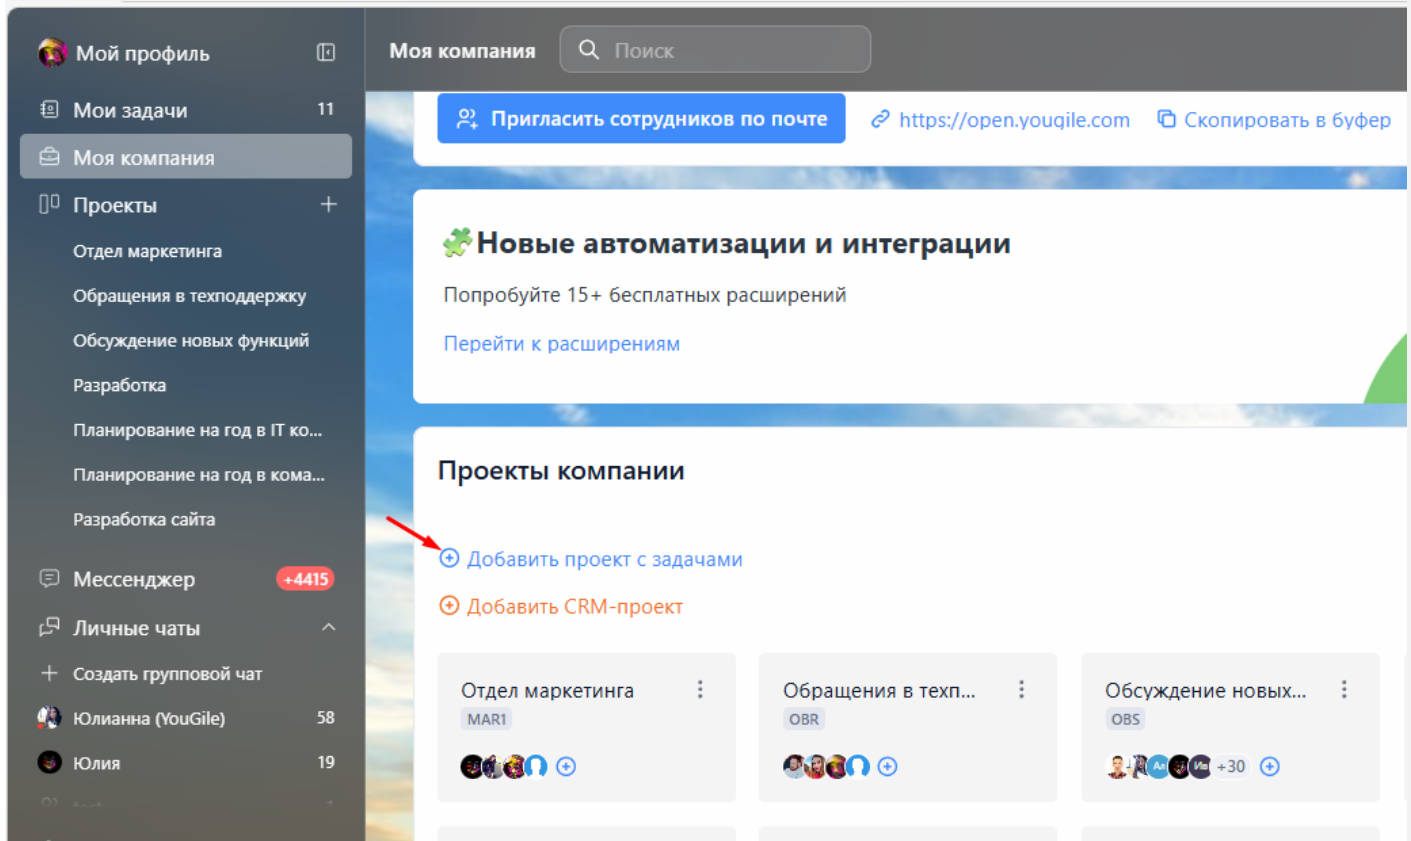 Мой профиль
Мои задачи 11
Моя компания
Проекты
Отдел маркетинга
Обращения в техподдержку
Обсуждение новых функций
Разработка
Планирование на год в IT ко...
Планирование на год в кома...
Разработка сайта
Мессенджер +4415
Личные чаты
Создать групповой чат
Юлианна (YouGile) 58
Юлия 19
Моя компания Поиск
Пригласить сотрудников по почте https://open.yougile.com Скопировать в буфер
Новые автоматизации и интеграции
Попробуйте 15+ бесплатных расширений
Перейти к расширениям
Проекты компании
Добавить проект с задачами
Добавить CRM-проект
Отдел маркетинга
MAR1
Обращения в техп...
OBR
Обсуждение новых...
OBS
+30